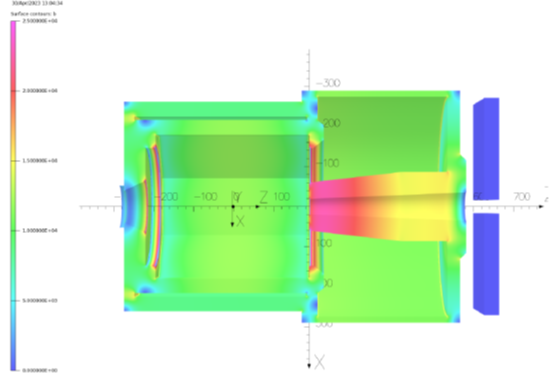 30/Apr/2023 13:04:34
Surface contours: B
2.500000E+04
2.000000E+04
1.500000E+04
1.000000E+04
5.000000E+03
0.000000E+00
-300
200
-100
-200
-100
Y
Z
100
700
Z
X
100
X